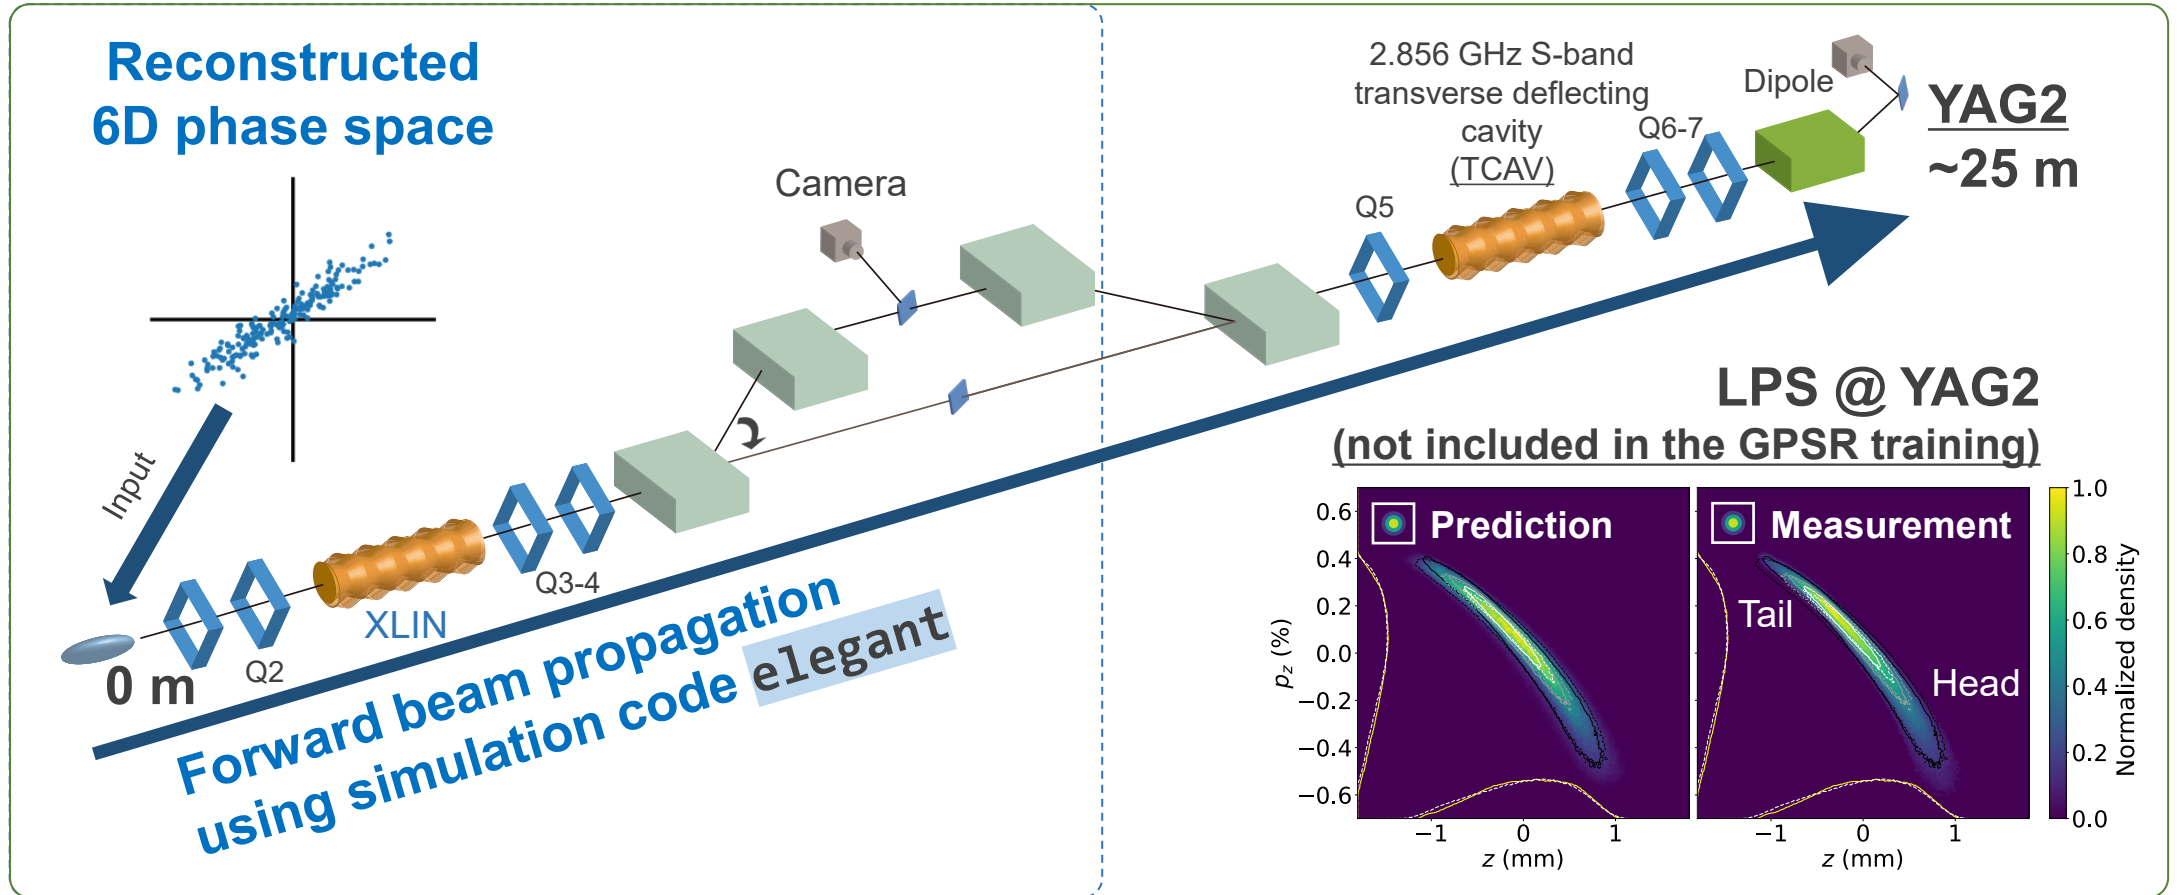 Reconstructed
6D phase space
Input
0 m
Q2
XLIN
Q3-4
Camera
Forward beam propagation
using simulation code elegant
Q5
2.856 GHz S-band
transverse deflecting
cavity
(TCAV)
Q6-7
Dipole
YAG2
~25 m
LPS @ YAG2
(not included in the GPSR training)
Prediction
Measurement
Tail
Head
p_z (%)
0.6
0.4
0.2
0.0
−0.2
−0.4
−0.6
−1 0 1
z (mm)
−1 0 1
z (mm)
1.0
0.8
0.6
0.4
0.2
0.0
Normalized density